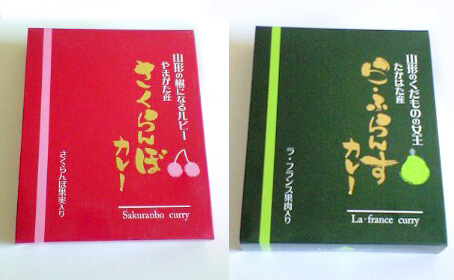 山形の樹になるルビー
やまがた産
さくらんぼ
カレー
さくらんぼ果実入り
Sakuranbo curry
山形のくだものの女王
たかはた産
ら・ふらんす
カレー
ラ・フランス果肉入り
La・france curry